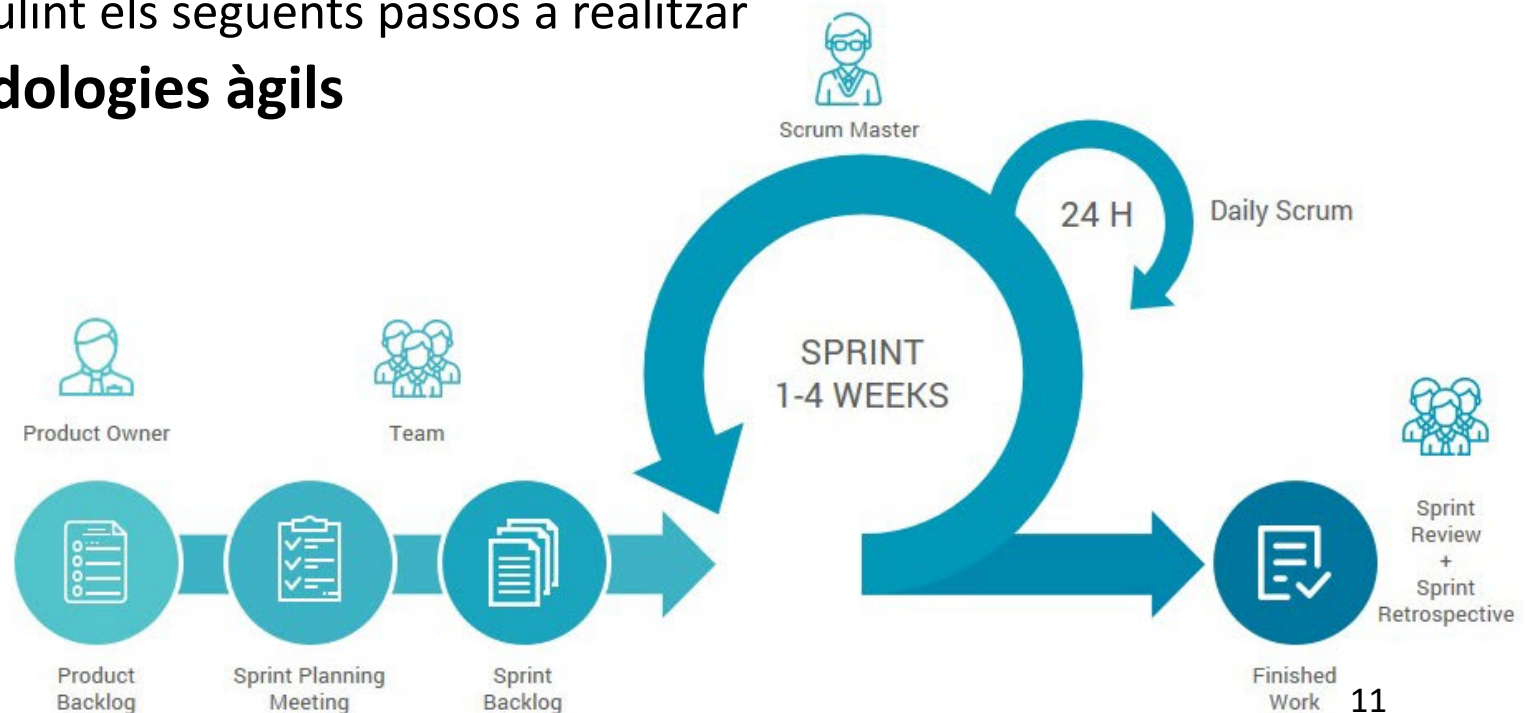 ulint els següents passos a realitzar
dologies àgils
Scrum Master
24 H
Daily Scrum
SPRINT
1-4 WEEKS
Product Owner
Team
Sprint
Review
+
Sprint
Retrospective
Product
Backlog
Sprint Planning
Meeting
Sprint
Backlog
Finished
Work
11